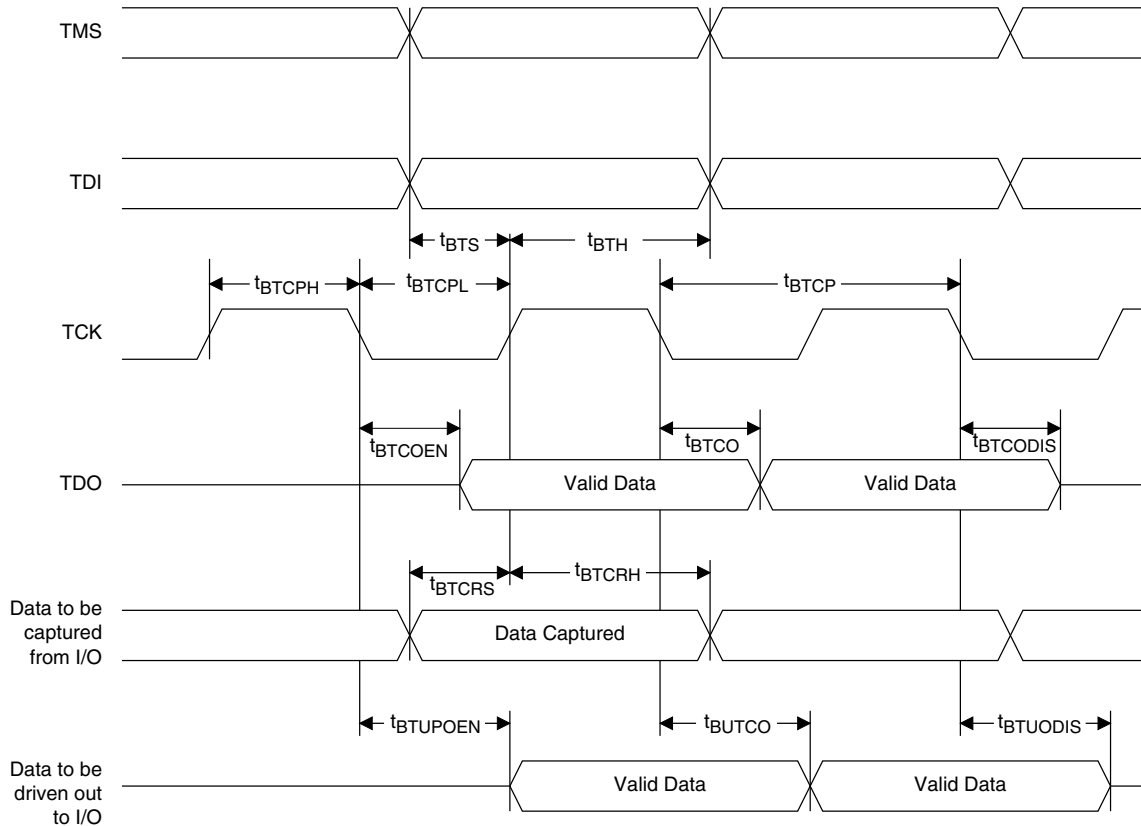 TMS
TDI
tBTS
tBTH
tBTCPH
tBTCPL
tBTCP
TCK
tBTCOEN
tBTCO
tBTCODIS
TDO
Valid Data
Valid Data
tBTCRS
tBTCRH
Data to be
captured
from I/O
Data Captured
tBTUPOEN
tBUTCO
tBTUODIS
Data to be
driven out
to I/O
Valid Data
Valid Data